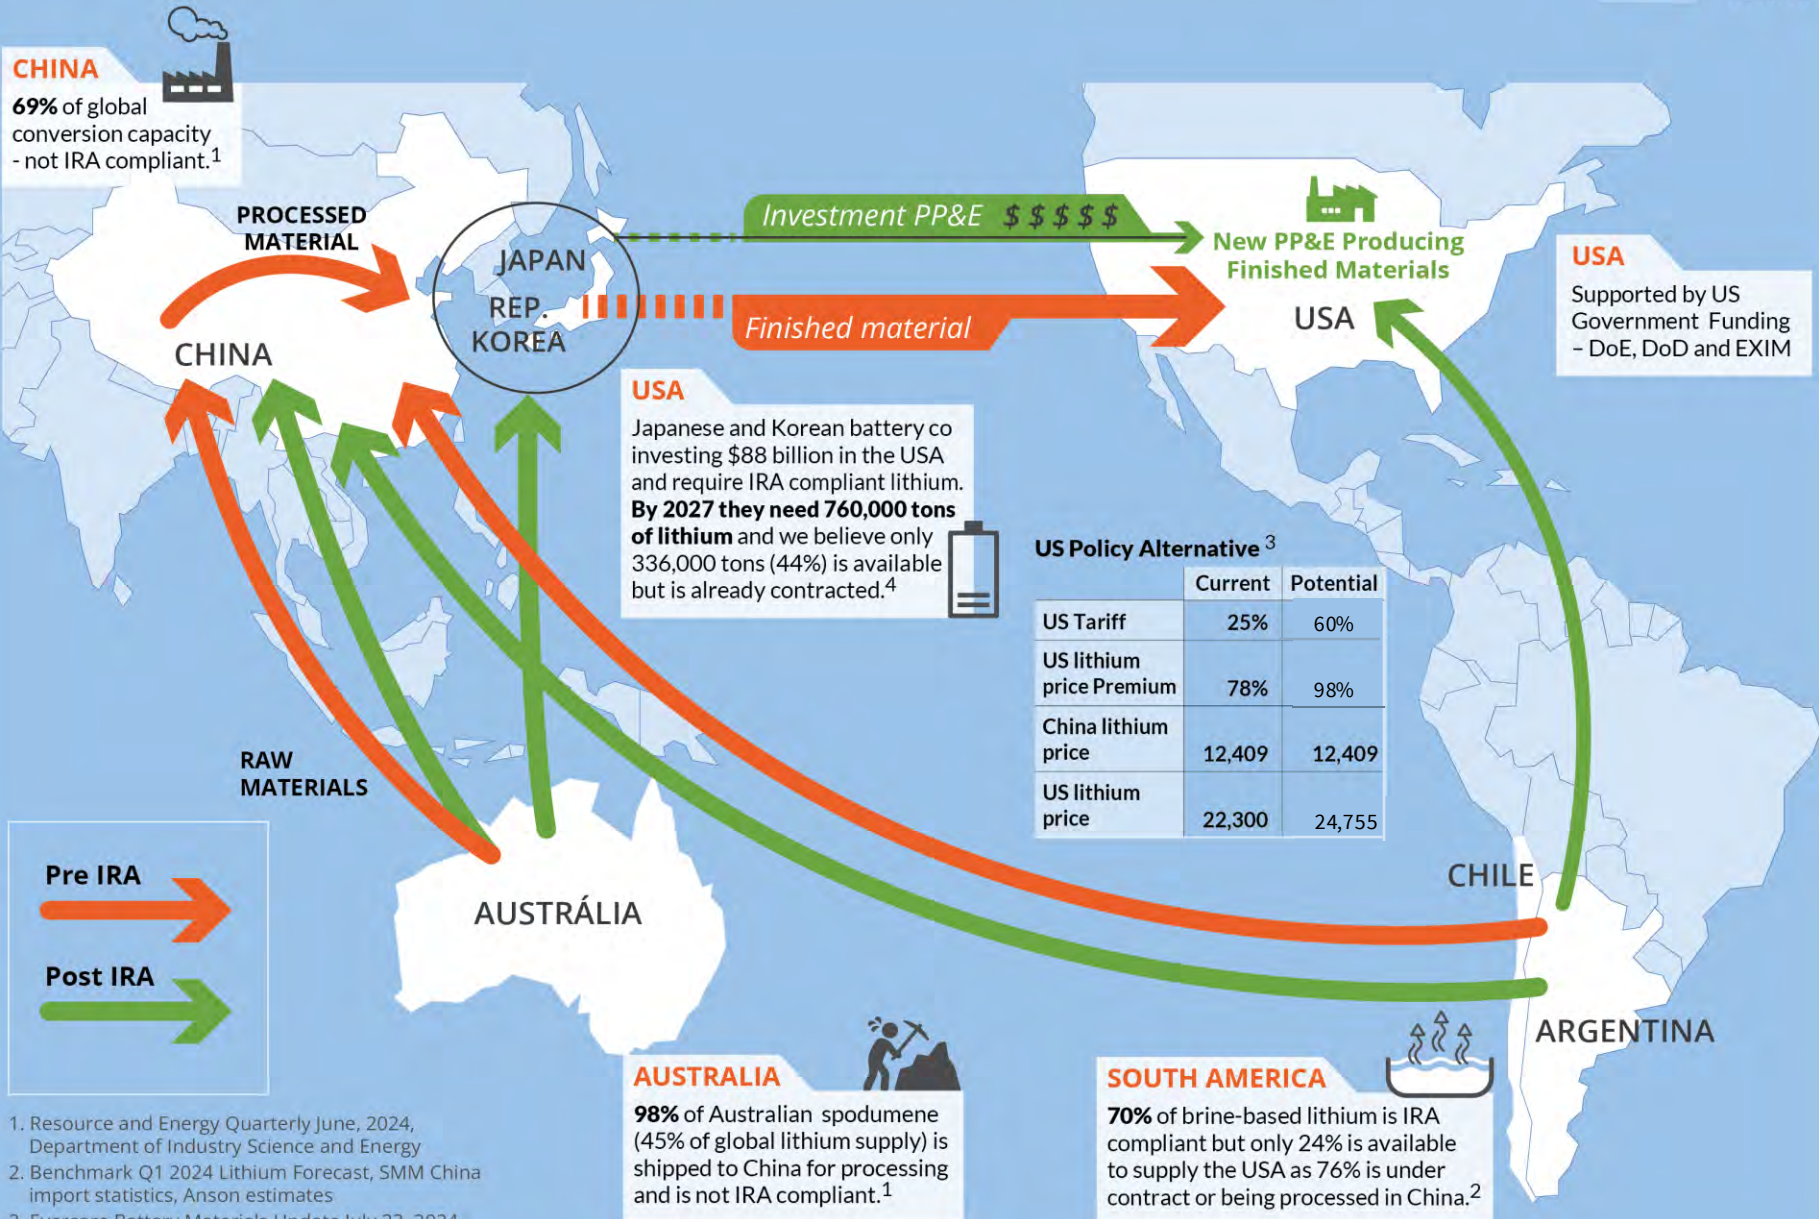 CHINA
69% of global
conversion capacity
- not IRA compliant.1
PROCESSED
MATERIAL
CHINA
JAPAN
REP.
KOREA
Investment PP&E $ $ $ $ $
Finished material
New PP&E Producing
Finished Materials
USA
USA
Supported by US
Government Funding
– DoE, DoD and EXIM
USA
Japanese and Korean battery co
investing $88 billion in the USA
and require IRA compliant lithium.
By 2027 they need 760,000 tons
of lithium and we believe only
336,000 tons (44%) is available
but is already contracted.4
US Policy Alternative 3
Current Potential
US Tariff 25% 60%
US lithium
price Premium 78% 98%
China lithium
price 12,409 12,409
US lithium
price 22,300 24,755
RAW
MATERIALS
Pre IRA
Post IRA
AUSTRÁLIA
CHILE
ARGENTINA
AUSTRALIA
98% of Australian spodumene
(45% of global lithium supply) is
shipped to China for processing
and is not IRA compliant.1
SOUTH AMERICA
70% of brine-based lithium is IRA
compliant but only 24% is available
to supply the USA as 76% is under
contract or being processed in China.2
1. Resource and Energy Quarterly June, 2024,
Department of Industry Science and Energy
2. Benchmark Q1 2024 Lithium Forecast, SMM China
import statistics, Anson estimates
3. Evercore Battery Materials Update July 23, 2024